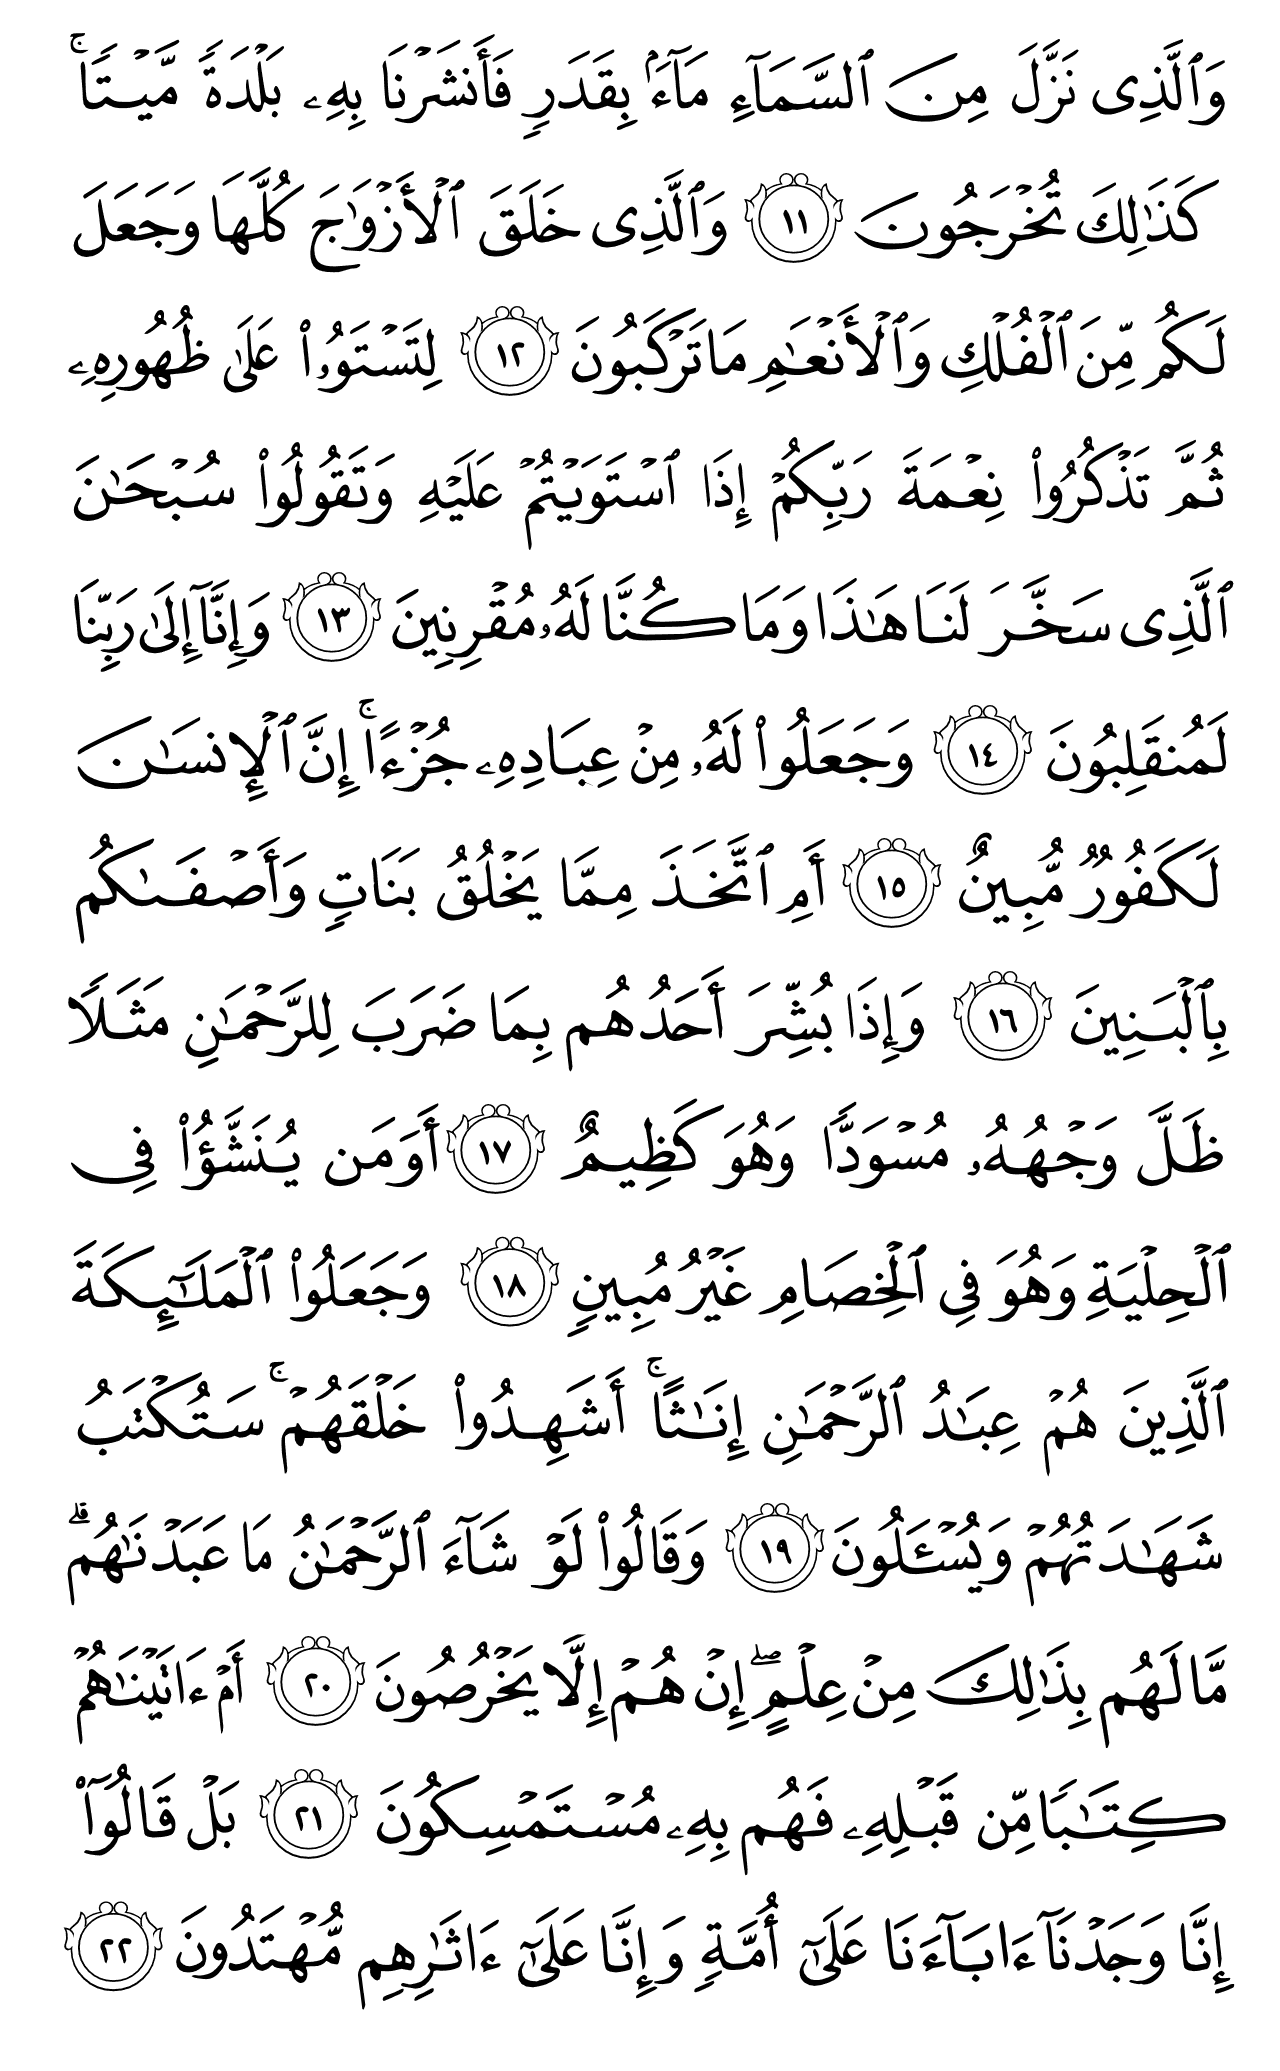 وَٱلَّذِى نَزَّلَ مِنَ ٱلسَّمَآءِ مَآءَۢ بِقَدَرٍ فَأَنشَرْنَا بِهِۦ بَلْدَةً مَّيْتًا ۚ
كَذَٰلِكَ تُخْرَجُونَ ١١ وَٱلَّذِى خَلَقَ ٱلْأَزْوَٰجَ كُلَّهَا وَجَعَلَ
لَكُم مِّنَ ٱلْفُلْكِ وَٱلْأَنْعَٰمِ مَا تَرْكَبُونَ ١٢ لِتَسْتَوُۥا۟ عَلَىٰ ظُهُورِهِۦ
ثُمَّ تَذْكُرُوا۟ نِعْمَةَ رَبِّكُمْ إِذَا ٱسْتَوَيْتُمْ عَلَيْهِ وَتَقُولُوا۟ سُبْحَٰنَ
ٱلَّذِى سَخَّرَ لَنَا هَٰذَا وَمَا كُنَّا لَهُۥ مُقْرِنِينَ ١٣ وَإِنَّآ إِلَىٰ رَبِّنَا
لَمُنقَلِبُونَ ١٤ وَجَعَلُوا۟ لَهُۥ مِنْ عِبَادِهِۦ جُزْءًا ۚ إِنَّ ٱلْإِنسَٰنَ
لَكَفُورٌ مُّبِينٌ ١٥ أَمِ ٱتَّخَذَ مِمَّا يَخْلُقُ بَنَاتٍ وَأَصْفَىٰكُم
بِٱلْبَنِينَ ١٦ وَإِذَا بُشِّرَ أَحَدُهُم بِمَا ضَرَبَ لِلرَّحْمَٰنِ مَثَلًا
ظَلَّ وَجْهُهُۥ مُسْوَدًّا وَهُوَ كَظِيمٌ ١٧ أَوَمَن يُنَشَّؤُا۟ فِى
ٱلْحِلْيَةِ وَهُوَ فِى ٱلْخِصَامِ غَيْرُ مُبِينٍ ١٨ وَجَعَلُوا۟ ٱلْمَلَٰٓئِكَةَ
ٱلَّذِينَ هُمْ عِبَٰدُ ٱلرَّحْمَٰنِ إِنَٰثًا ۚ أَشَهِدُوا۟ خَلْقَهُمْ ۚ سَتُكْتَبُ
شَهَٰدَتُهُمْ وَيُسْـَٔلُونَ ١٩ وَقَالُوا۟ لَوْ شَآءَ ٱلرَّحْمَٰنُ مَا عَبَدْنَٰهُم ۗ
مَّا لَهُم بِذَٰلِكَ مِنْ عِلْمٍ ۖ إِنْ هُمْ إِلَّا يَخْرُصُونَ ٢٠ أَمْ ءَاتَيْنَٰهُمْ
كِتَٰبًا مِّن قَبْلِهِۦ فَهُم بِهِۦ مُسْتَمْسِكُونَ ٢١ بَلْ قَالُوٓا۟
إِنَّا وَجَدْنَآ ءَابَآءَنَا عَلَىٰٓ أُمَّةٍ وَإِنَّا عَلَىٰٓ ءَاثَٰرِهِم مُّهْتَدُونَ ٢٢